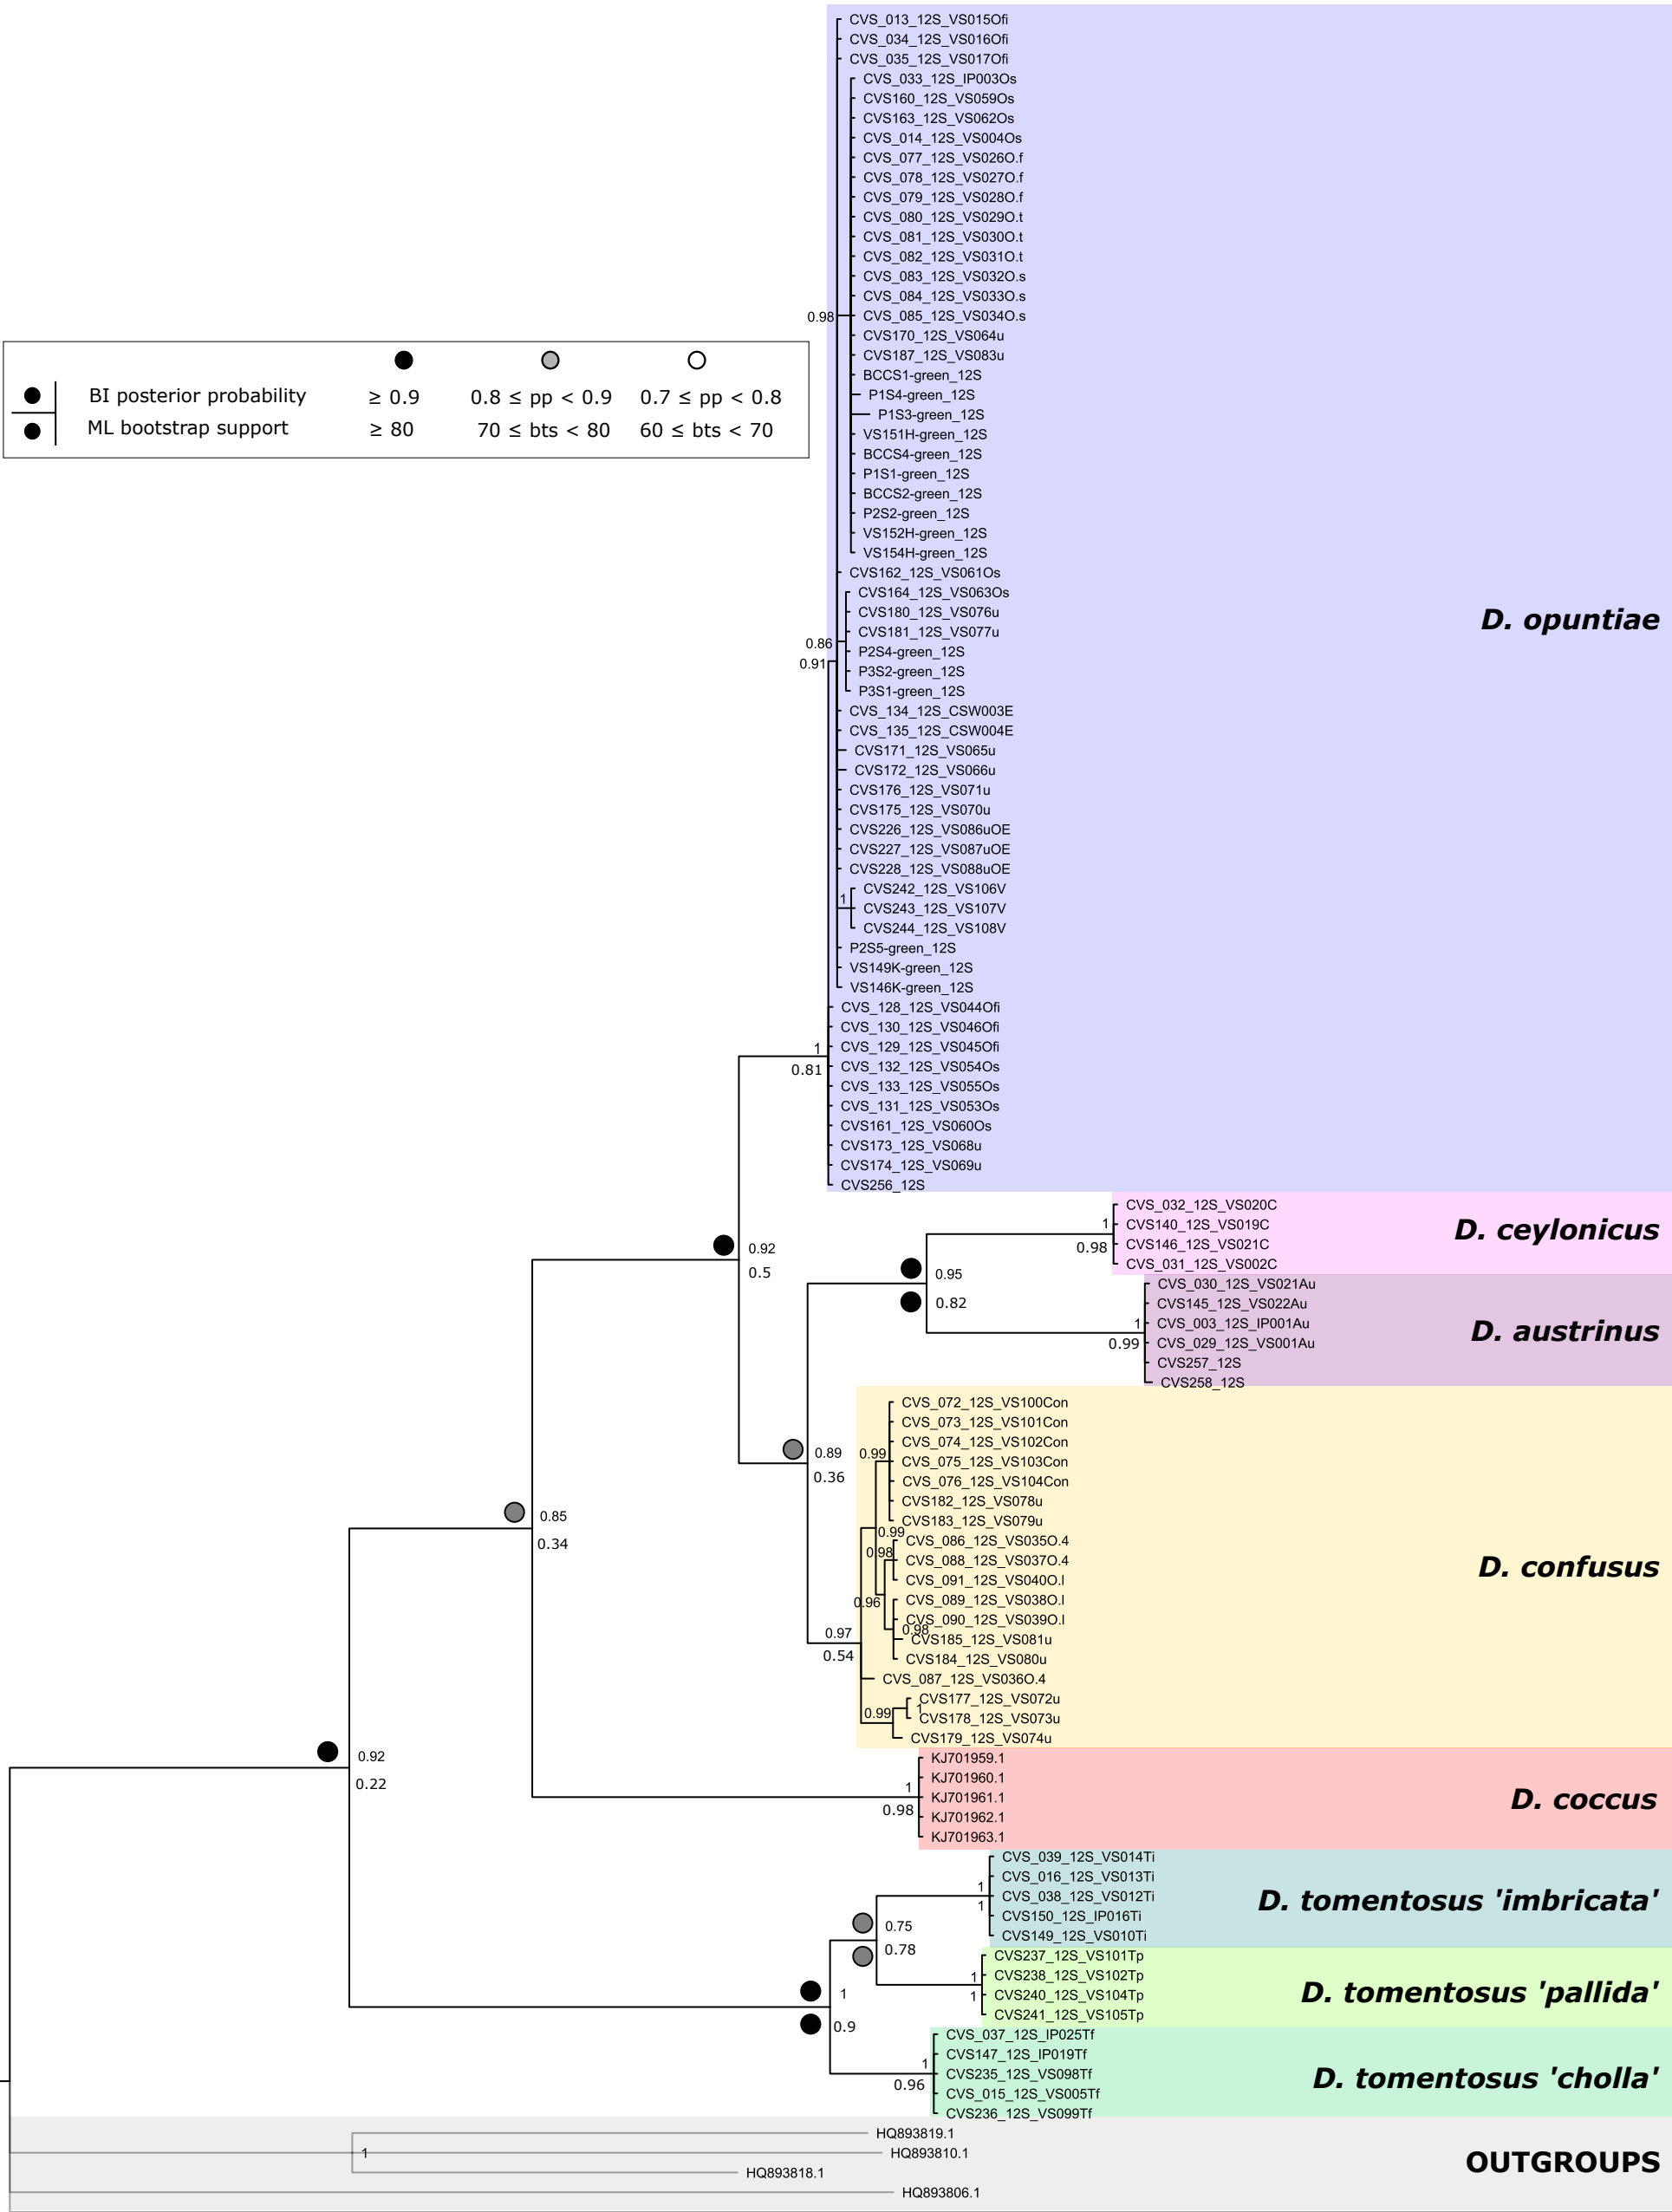 CVS_013_12S_VS015Ofi
CVS_034_12S_VS016Ofi
CVS_035_12S_VS017Ofi
CVS_033_12S_IP003Os
CVS160_12S_VS059Os
CVS163_12S_VS062Os
CVS_014_12S_VS004Os
CVS_077_12S_VS026O.f
CVS_078_12S_VS027O.f
CVS_079_12S_VS028O.f
CVS_080_12S_VS029O.t
CVS_081_12S_VS030O.t
CVS_082_12S_VS031O.t
CVS_083_12S_VS032O.s
CVS_084_12S_VS033O.s
0.98 CVS_085_12S_VS034O.s
CVS170_12S_VS064u
CVS187_12S_VS083u
BCCS1-green_12S
P1S4-green_12S
P1S3-green_12S
VS151H-green_12S
BCCS4-green_12S
P1S1-green_12S
BCCS2-green_12S
P2S2-green_12S
VS152H-green_12S
VS154H-green_12S
BI posterior probability ≥ 0.9 0.8 ≤ pp < 0.9 0.7 ≤ pp < 0.8
ML bootstrap support ≥ 80 70 ≤ bts < 80 60 ≤ bts < 70
CVS162_12S_VS061Os
CVS164_12S_VS063Os
CVS180_12S_VS076u
D. opuntiae
CVS181_12S_VS077u
0.86
P2S4-green_12S
0.91
P3S2-green_12S
P3S1-green_12S
CVS_134_12S_CSW003E
CVS_135_12S_CSW004E
CVS171_12S_VS065u
CVS172_12S_VS066u
CVS176_12S_VS071u
CVS175_12S_VS070u
CVS226_12S_VS086uOE
CVS227_12S_VS087uOE
CVS228_12S_VS088uOE
CVS242_12S_VS106V
1
CVS243_12S_VS107V
CVS244_12S_VS108V
P2S5-green_12S
VS149K-green_12S
VS146K-green_12S
CVS_128_12S_VS044Ofi
CVS_130_12S_VS046Ofi
1 CVS_129_12S_VS045Ofi
0.81 CVS_132_12S_VS054Os
CVS_133_12S_VS055Os
CVS_131_12S_VS053Os
CVS161_12S_VS060Os
CVS173_12S_VS068u
CVS174_12S_VS069u
CVS256_12S
CVS_032_12S_VS020C
1 CVS140_12S_VS019C
D. ceylonicus
0.98 CVS146_12S_VS021C
CVS_031_12S_VS002C
0.92
0.5
0.95
0.82
CVS_030_12S_VS021Au
CVS145_12S_VS022Au
1 CVS_003_12S_IP001Au
D. austrinus
0.99 CVS_029_12S_VS001Au
CVS257_12S
CVS258_12S
CVS_072_12S_VS100Con
CVS_073_12S_VS101Con
CVS_074_12S_VS102Con
0.99
CVS_075_12S_VS103Con
CVS_076_12S_VS104Con
0.89
0.36
CVS182_12S_VS078u
CVS183_12S_VS079u
0.99
CVS_086_12S_VS035O.4
0.98
CVS_088_12S_VS037O.4
D. confusus
CVS_091_12S_VS040O.l
0.96 CVS_089_12S_VS038O.l
CVS_090_12S_VS039O.l
0.98
CVS185_12S_VS081u
0.97
0.54
CVS184_12S_VS080u
CVS_087_12S_VS036O.4
CVS177_12S_VS072u
1
0.99
CVS178_12S_VS073u
CVS179_12S_VS074u
0.85
0.34
0.92
0.22
KJ701959.1
KJ701960.1
1
KJ701961.1
D. coccus
0.98
KJ701962.1
KJ701963.1
CVS_039_12S_VS014Ti
CVS_016_12S_VS013Ti
1
CVS_038_12S_VS012Ti
D. tomentosus 'imbricata'
1
CVS150_12S_IP016Ti
CVS149_12S_VS010Ti
0.75
0.78
CVS237_12S_VS101Tp
1 CVS238_12S_VS102Tp
D. tomentosus 'pallida'
1 CVS240_12S_VS104Tp
CVS241_12S_VS105Tp
1
0.9
CVS_037_12S_IP025Tf
CVS147_12S_IP019Tf
1
CVS235_12S_VS098Tf
D. tomentosus 'cholla'
0.96
CVS_015_12S_VS005Tf
CVS236_12S_VS099Tf
HQ893819.1
1 HQ893810.1
OUTGROUPS
HQ893818.1
HQ893806.1